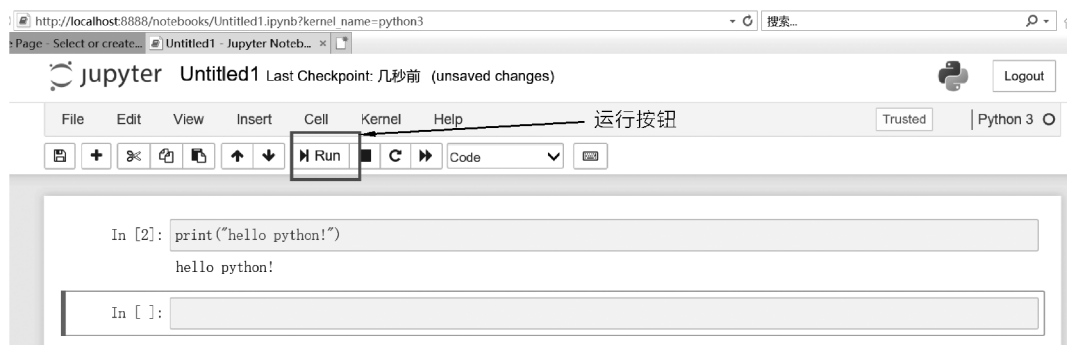 http://localhost:8888/notebooks/Untitled1.ipynb?kernel_name=python3 搜索...
e Page - Select or create... Untitled1 - Jupyter Noteb... ×
jupyter Untitled1 Last Checkpoint: 几秒前 (unsaved changes) Logout
File Edit View Insert Cell Kernel Help 运行按钮 Trusted Python 3
Run Code
In [2]: print("hello python!")
hello python!
In [ ]: